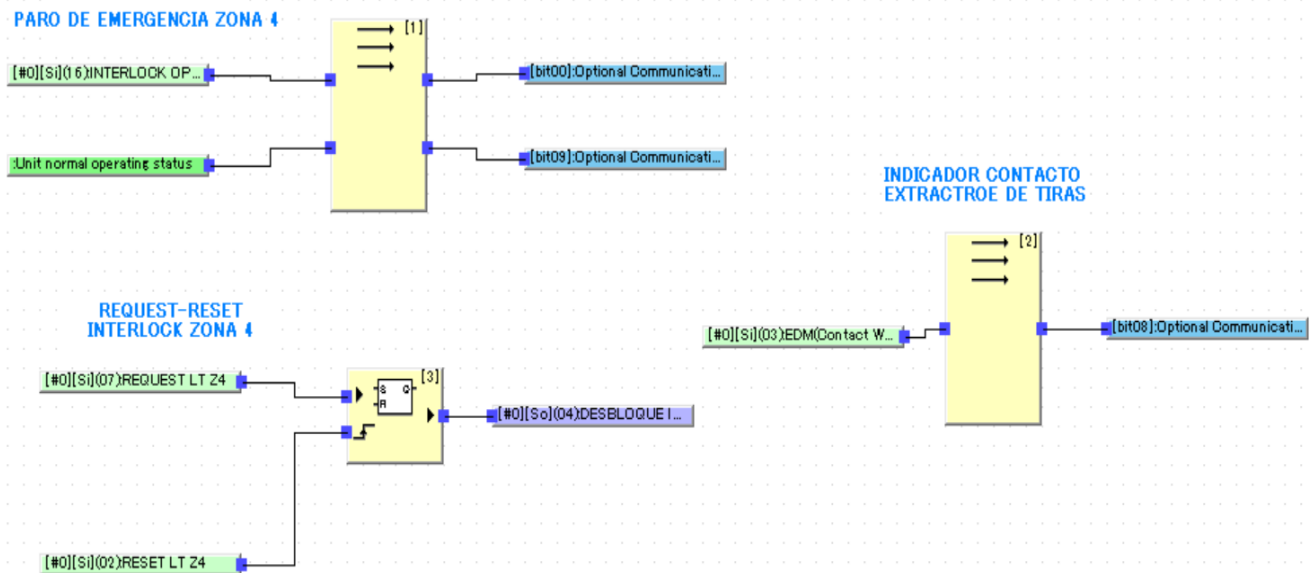 PARO DE EMERGENCIA ZONA 4
[1]
[#0][Si](16):INTERLOCK OP...
[bit00]:Optional Communicati...
:Unit normal operating status
[bit09]:Optional Communicati...
INDICADOR CONTACTO
EXTRACTROE DE TIRAS
[2]
[#0][Si](03):EDM(Contact W...
[bit08]:Optional Communicati...
REQUEST-RESET
INTERLOCK ZONA 4
[#0][Si](07):REQUEST LT Z4
[3]
S Q
R
[#0][So](04):DESBLOQUE I...
[#0][Si](02):RESET LT Z4